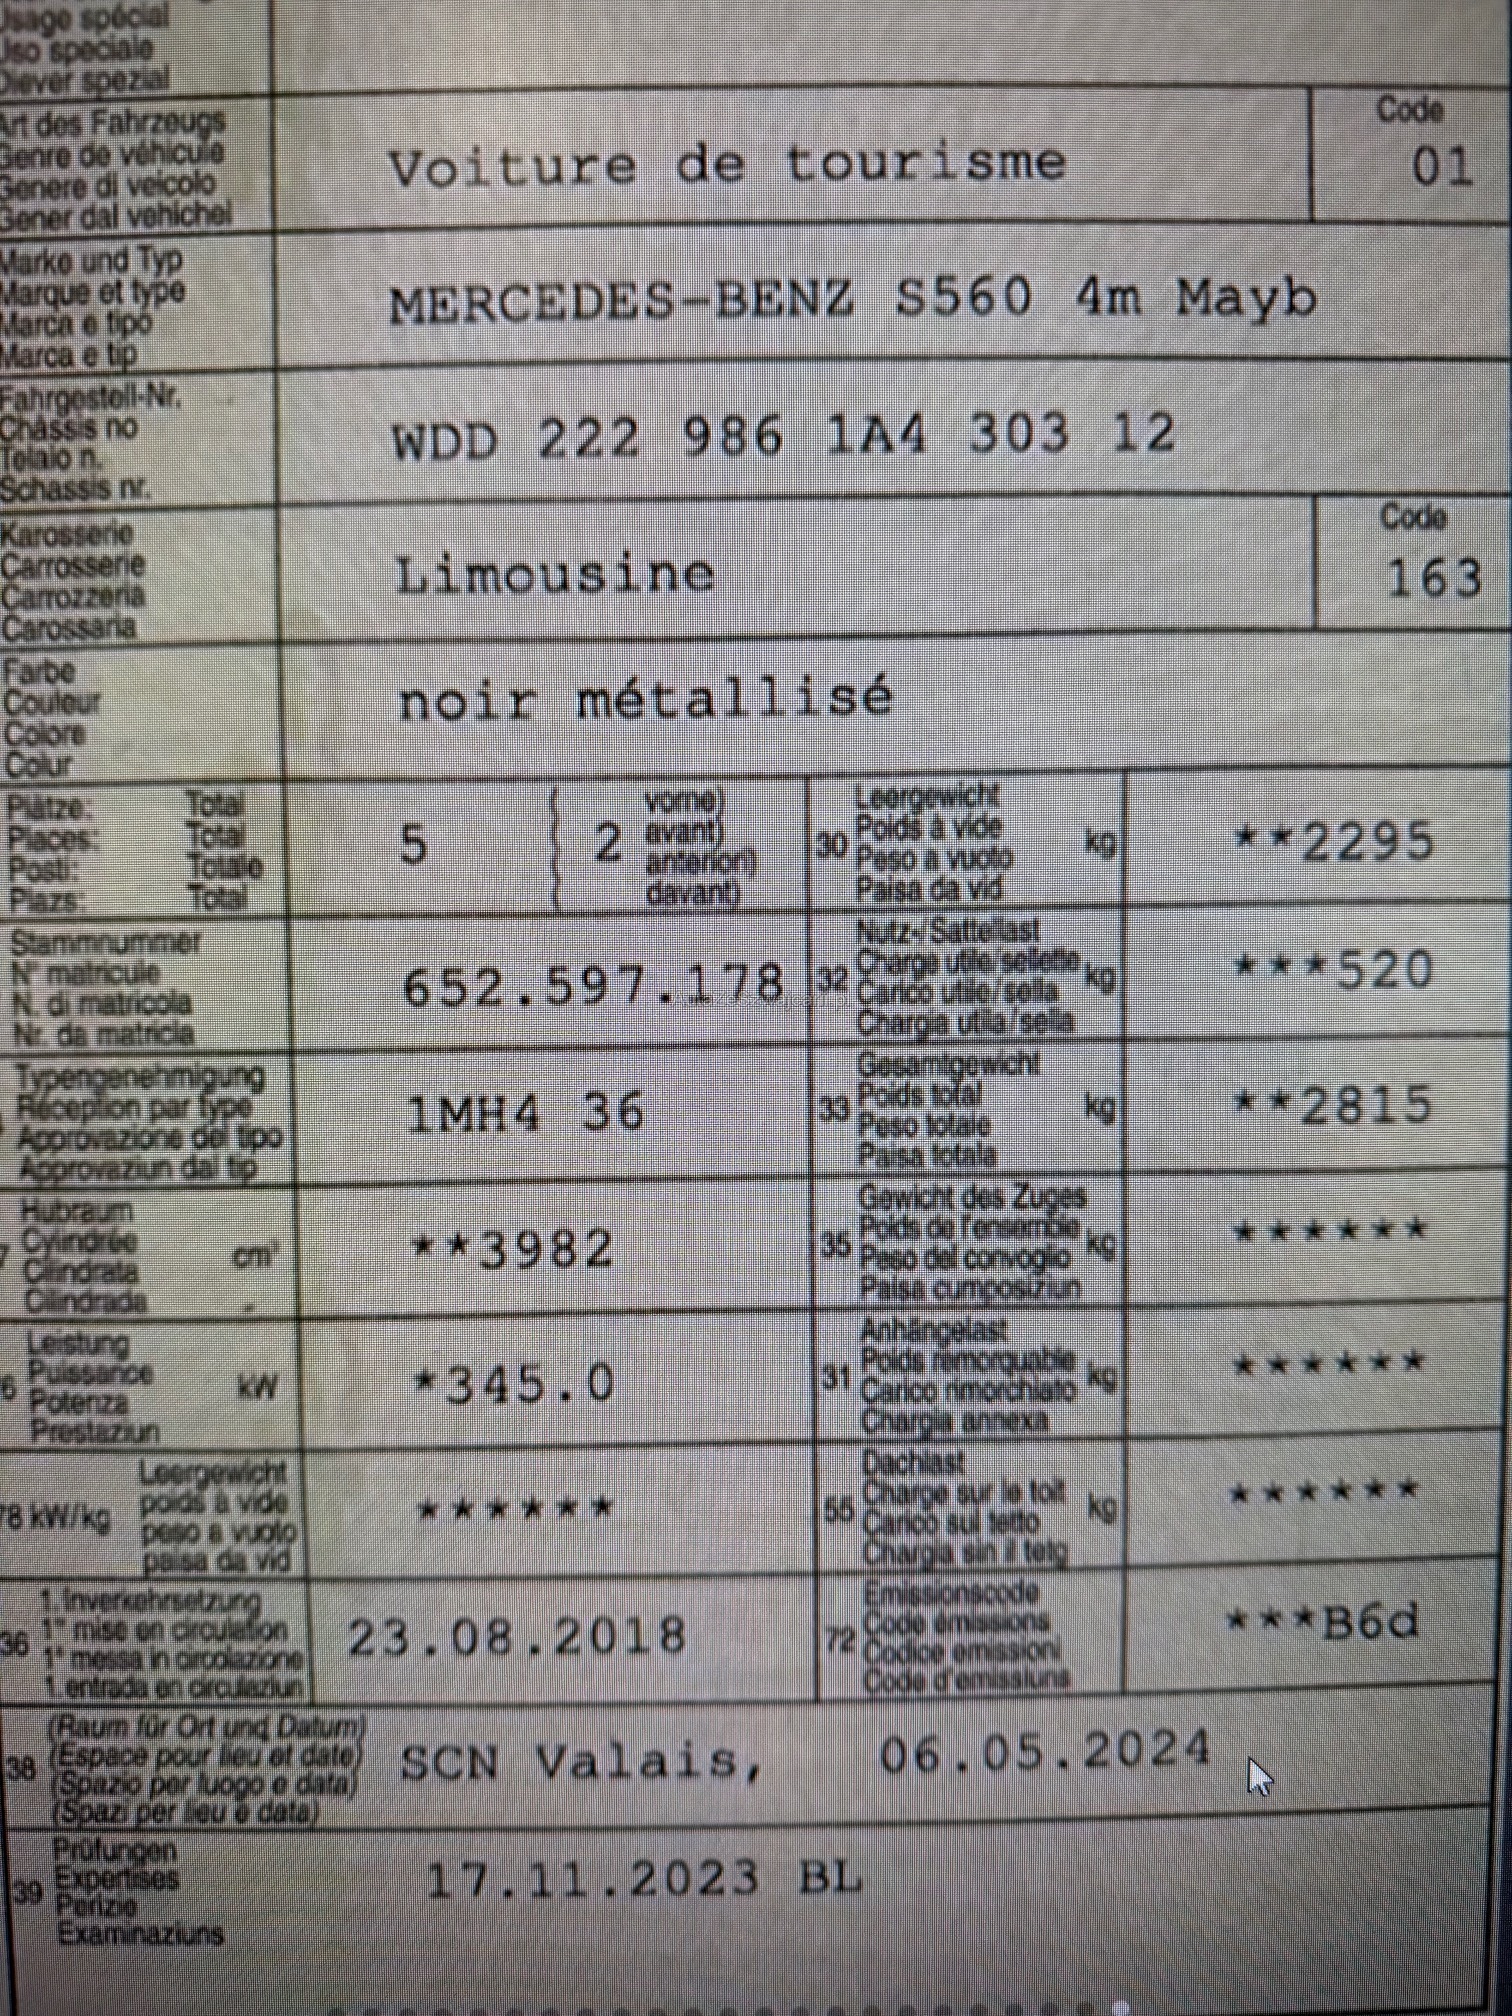 Usage spécial
Uso speciale
Diever spezial
Art des Fahrzeugs
Genre de véhicule
Genere di veicolo
Gener dal vehichel
Voiture de tourisme
Code
01
Marke und Typ
Marque et type
Marca e tipo
Marca e tip
MERCEDES-BENZ S560 4m Mayb
Fahrgestell-Nr.
Châssis no
Telaio n.
Schassis nr.
WDD 222 986 1A4 303 12
Karosserie
Carrosserie
Carrozzeria
Carossaria
Limousine
Code
163
Farbe
Couleur
Colore
Colur
noir métallisé
Plätze: Total
Places: Total
Posti: Totale
Plazs: Total
5
2
vorne)
avant)
anteriori)
davant)
30
Leergewicht
Poids à vide
Peso a vuoto
Paisa da vid
kg
**2295
Stammnummer
N° matricule
N. di matricola
Nr. da matricla
652.597.178
32
Nutz-/Sattellast
Charge utile/sellette
Carico utile/sella
Chargia utila/sella
kg
***520
Typengenehmigung
Réception par type
Approvazione del tipo
Approvaziun dal tip
1MH4 36
33
Gesamtgewicht
Poids total
Peso totale
Paisa totala
kg
**2815
Hubraum
Cylindrée
Cilindrata
Cilindrada
cm³
**3982
35
Gewicht des Zuges
Poids de l'ensemble
Peso del convoglio
Paisa cumposiziun
kg
******
Leistung
Puissance
Potenza
Prestaziun
kW
*345.0
31
Anhängelast
Poids remorquable
Carico rimorchiato
Chargia annexa
kg
******
78 kW/kg
Leergewicht
poids à vide
peso a vuoto
paisa da vid
******
55
Dachlast
Charge sur le toit
Carico sul tetto
Chargia sin il tetg
kg
******
36
1. Inverkehrsetzung
1re mise en circulation
1a messa in circolazione
1. entrada en circulaziun
23.08.2018
72
Emissionscode
Code émissions
Codice emissioni
Code d'emissiuns
***B6d
38
(Raum für Ort und Datum)
(Espace pour lieu et date)
(Spazio per luogo e data)
(Spazi per lieu e data)
SCN Valais, 06.05.2024
39
Prüfungen
Expertises
Perizie
Examinaziuns
17.11.2023 BL